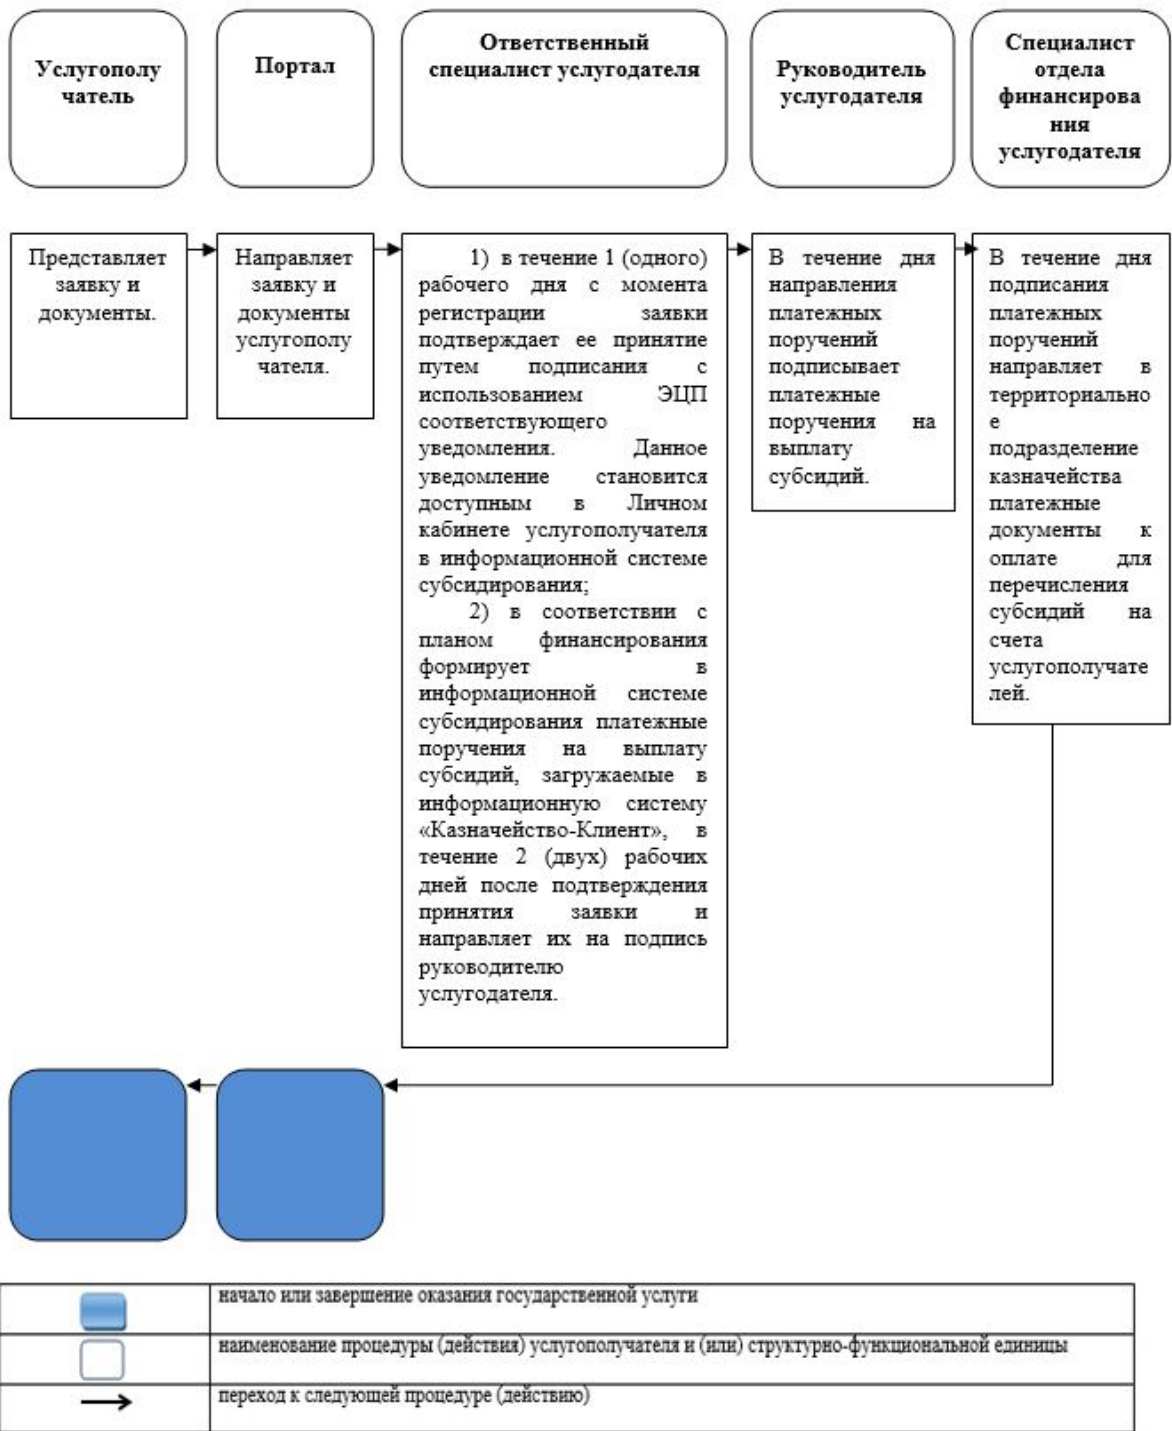 Услугополу
чатель
Портал
Ответственный
специалист услугодателя
Руководитель
услугодателя
Специалист
отдела
финансирова
ния
услугодателя
Представляет
заявку и
документы.
Направляет
заявку и
документы
услугополу
чателя.
1) в течение 1 (одного)
рабочего дня с момента
регистрации заявки
подтверждает ее принятие
путем подписания с
использованием ЭЦП
соответствующего
уведомления. Данное
уведомление становится
доступным в Личном
кабинете услугополучателя
в информационной системе
субсидирования;
2) в соответствии с
планом финансирования
формирует в
информационной системе
субсидирования платежные
поручения на выплату
субсидий, загружаемые в
информационную систему
«Казначейство-Клиент», в
течение 2 (двух) рабочих
дней после подтверждения
принятия заявки и
направляет их на подпись
руководителю
услугодателя.
В течение дня
направления
платежных
поручений
подписывает
платежные
поручения на
выплату
субсидий.
В течение дня
подписания
платежных
поручений
направляет в
территориально
е
подразделение
казначейства
платежные
документы к
оплате для
перечисления
субсидий на
счета
услугополучате
лей.
начало или завершение оказания государственной услуги
наименование процедуры (действия) услугополучателя и (или) структурно-функциональной единицы
переход к следующей процедуре (действию)